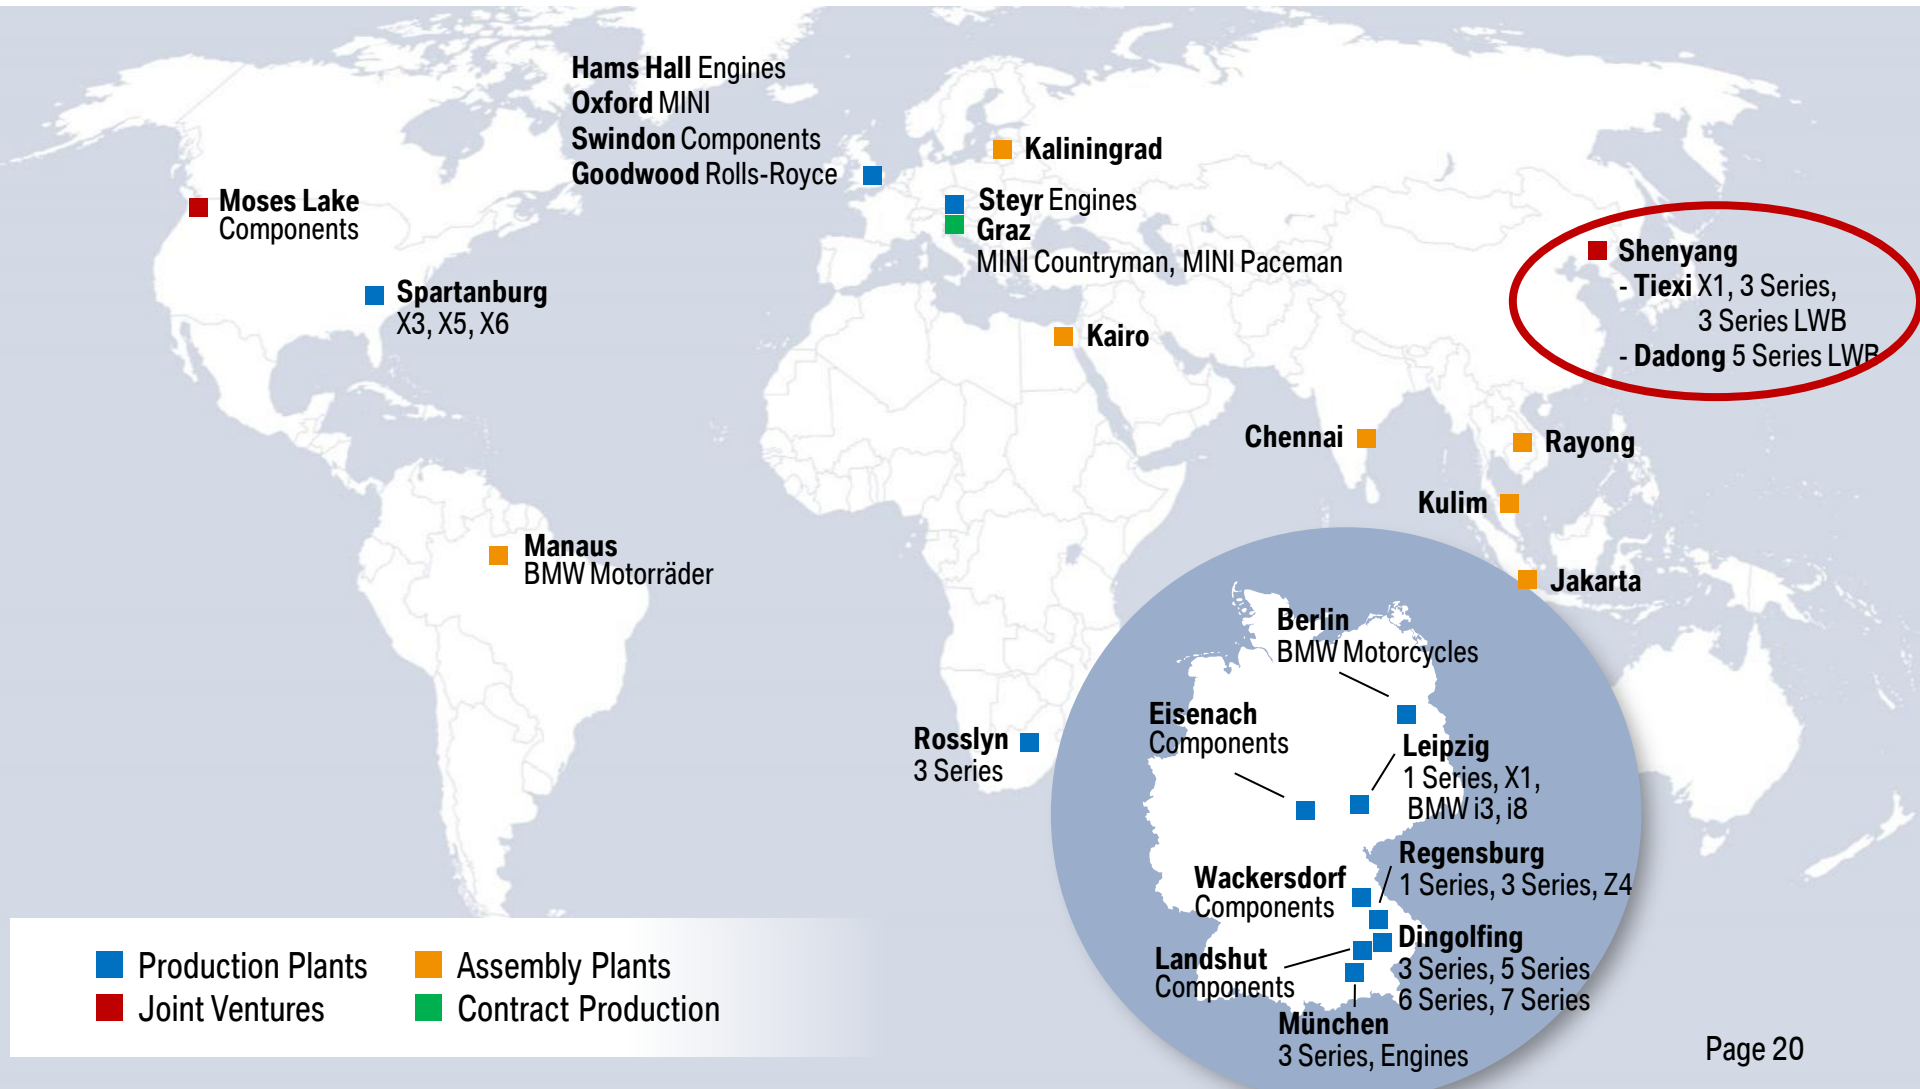 Hams Hall Engines
Oxford MINI
Swindon Components
Goodwood Rolls-Royce
Kaliningrad
Moses Lake
Components
Steyr Engines
Graz
MINI Countryman, MINI Paceman
Shenyang
- Tiexi X1, 3 Series,
3 Series LWB
- Dadong 5 Series LWB
Spartanburg
X3, X5, X6
Kairo
Chennai
Rayong
Kulim
Manaus
BMW Motorräder
Jakarta
Berlin
BMW Motorcycles
Eisenach
Components
Rosslyn
3 Series
Leipzig
1 Series, X1,
BMW i3, i8
Regensburg
1 Series, 3 Series, Z4
Wackersdorf
Components
Dingolfing
3 Series, 5 Series
6 Series, 7 Series
Landshut
Components
München
3 Series, Engines
Production Plants
Assembly Plants
Joint Ventures
Contract Production
Page 20